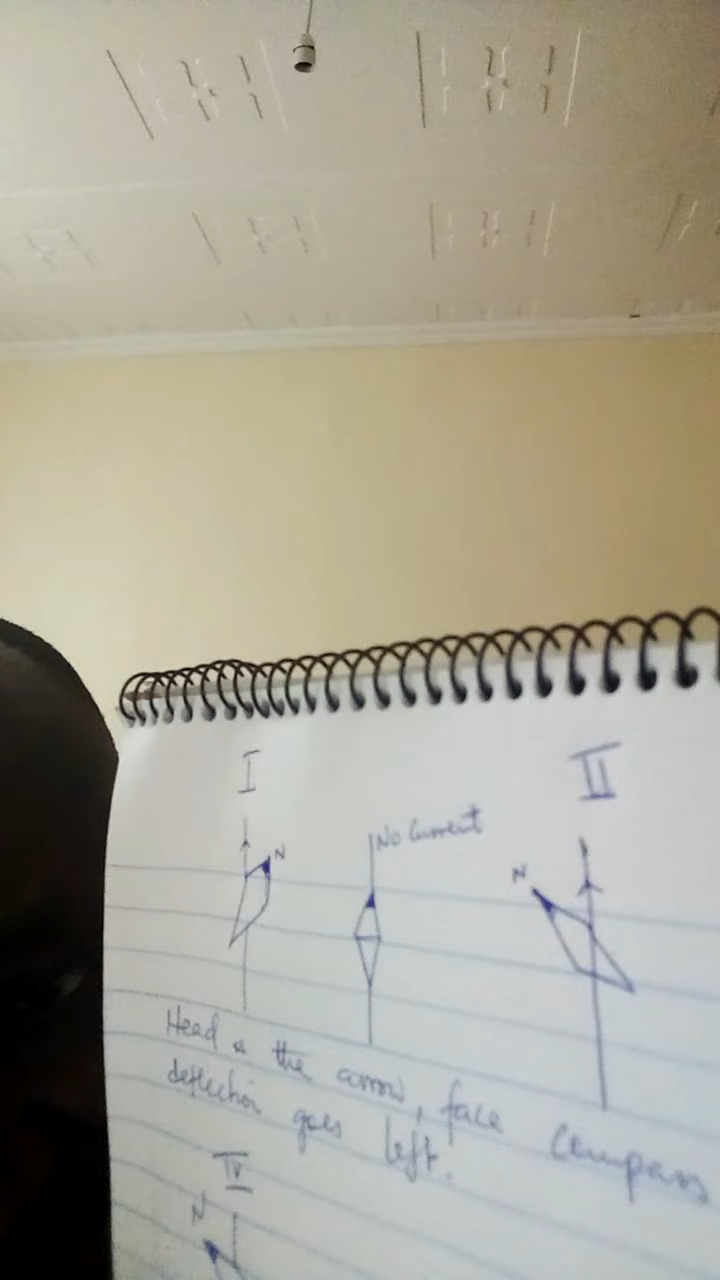 I
II
N
No Current
N
Head the arrow, face Compass
deflection goes left.
IV
N